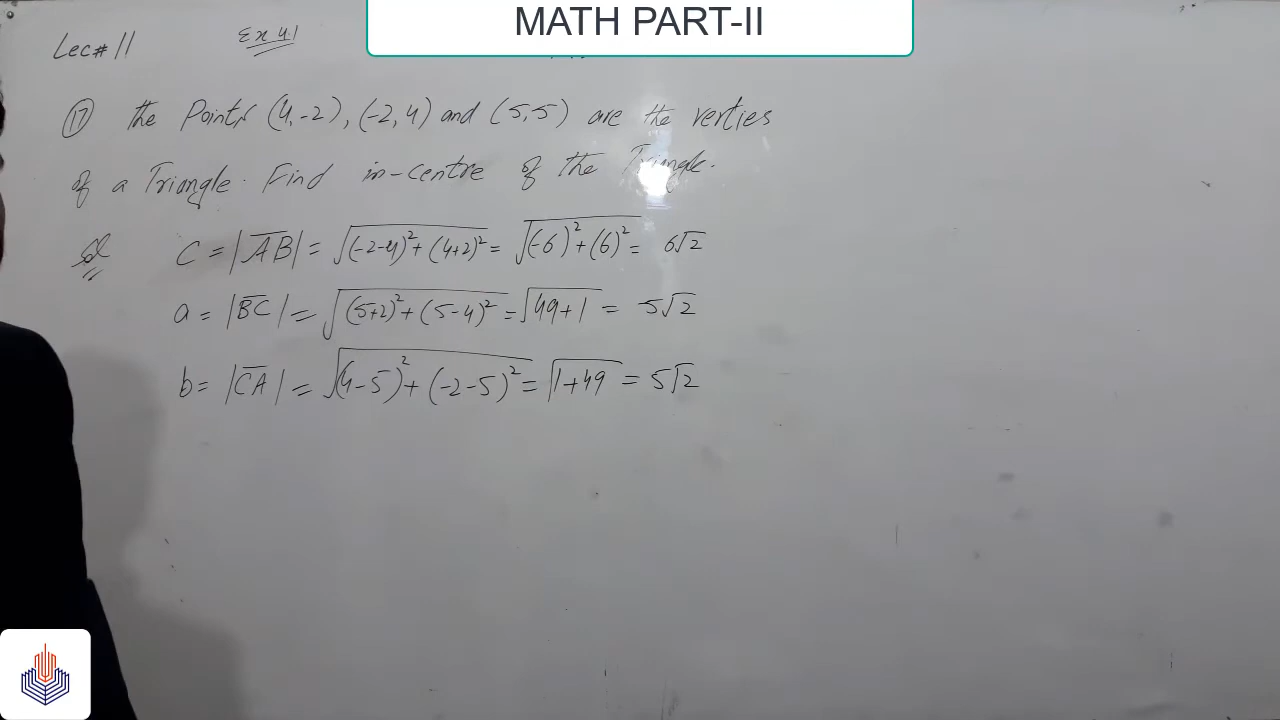 MATH PART-II
Lec# 11 Ex 4.1
⑰ the Points (4,-2), (-2,4) and (5,5) are the verties
of a Triangle. Find in-centre of the Triangle.
Sol C = |AB| = √(-2-4)²+(4+2)² = √(-6)²+(6)² = 6√2
a = |BC| = √(5+2)²+(5-4)² = √49+1 = 5√2
b = |CA| = √(4-5)²+(-2-5)² = √1+49 = 5√2